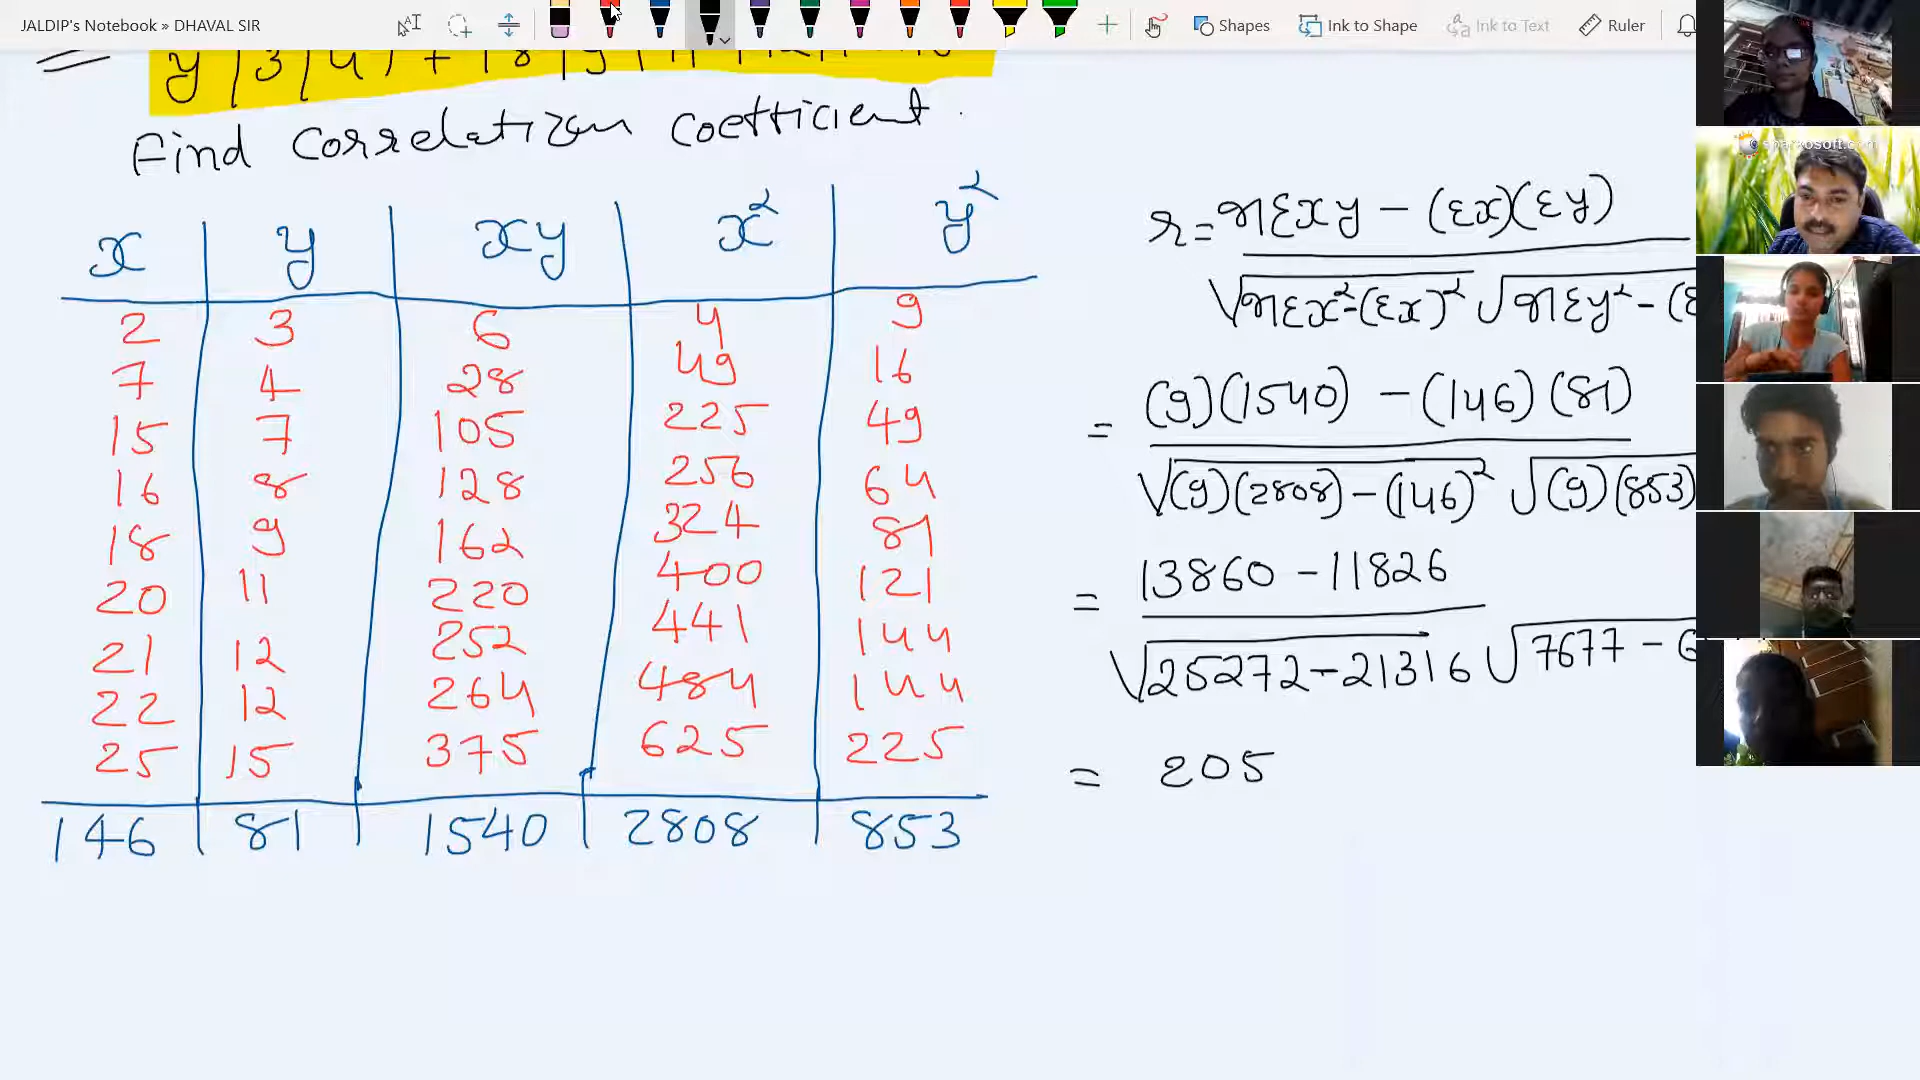 JALDIP's Notebook » DHAVAL SIR
Shapes
Ink to Shape
Ink to Text
Ruler
y | 3 | 4 | 7
Find correlation coefficient.
x | y | xy | x² | y²
2 | 3 | 6 | 4 | 9
7 | 4 | 28 | 49 | 16
15 | 7 | 105 | 225 | 49
16 | 8 | 128 | 256 | 64
18 | 9 | 162 | 324 | 81
20 | 11 | 220 | 400 | 121
21 | 12 | 252 | 441 | 144
22 | 12 | 264 | 484 | 144
25 | 15 | 375 | 625 | 225
146 | 81 | 1540 | 2808 | 853
r = nΣxy - (Σx)(Σy)
√nΣx²-(Σx)² √nΣy² - (Σ
= (9)(1540) - (146)(81)
√(9)(2808) - (146)² √(9)(853)
= 13860 - 11826
√25272-21316 √7677 - 6
= 205